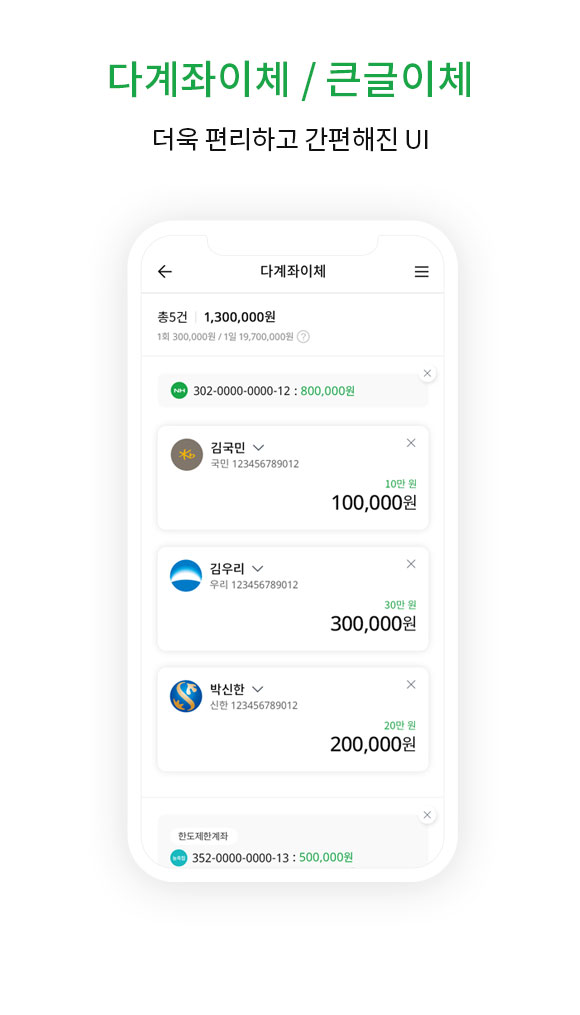 다계좌이체 / 큰글이체
더욱 편리하고 간편해진 UI
다계좌이체
총5건 1,300,000원
1회 300,000원 / 1일 19,700,000원 ?
NH 302-0000-0000-12 : 800,000원
김국민
국민 123456789012
10만 원
100,000원
김우리
우리 123456789012
30만 원
300,000원
박신한
신한 123456789012
20만 원
200,000원
한도제한계좌
352-0000-0000-13 : 500,000원